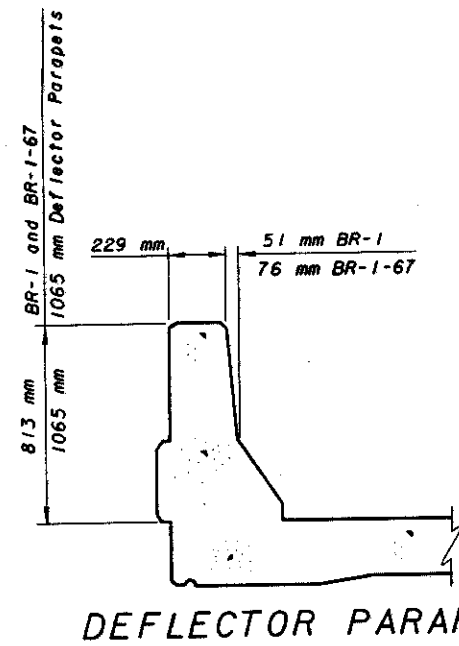 BR-1 and BR-1-67
1065 mm Deflector Parapets
229 mm
51 mm BR-1
76 mm BR-1-67
813 mm
1065 mm
DEFLECTOR